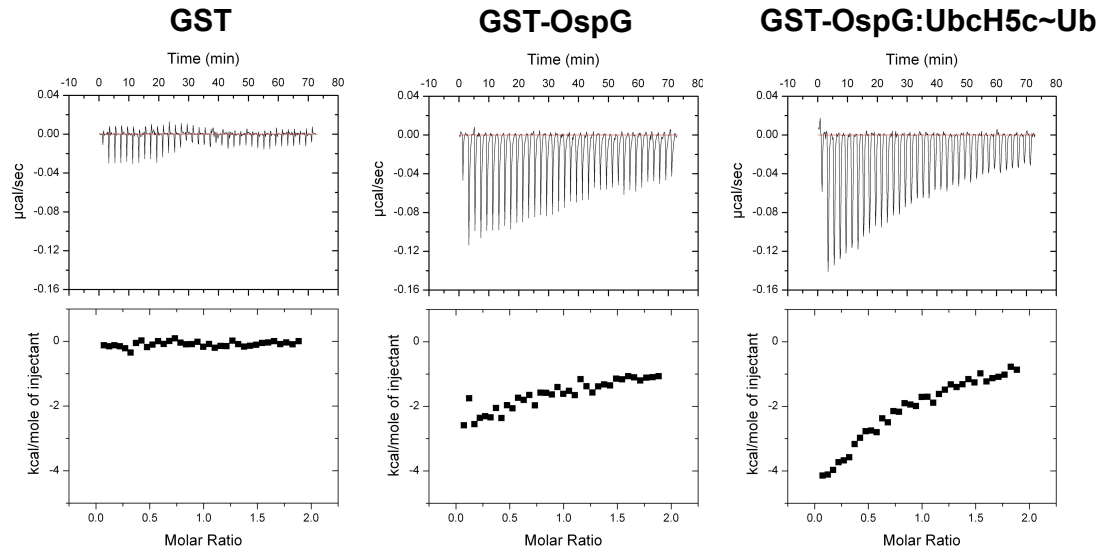 GST
GST-OspG
GST-OspG:UbcH5c~Ub
Time (min)
Time (min)
Time (min)
-10 0 10 20 30 40 50 60 70 80
-10 0 10 20 30 40 50 60 70 80
-10 0 10 20 30 40 50 60 70 80
0.04
0.00
-0.04
-0.08
-0.12
-0.16
µcal/sec
0.04
0.00
-0.04
-0.08
-0.12
-0.16
µcal/sec
0.04
0.00
-0.04
-0.08
-0.12
-0.16
µcal/sec
0
-2
-4
kcal/mole of injectant
0
-2
-4
kcal/mole of injectant
0
-2
-4
kcal/mole of injectant
0.0 0.5 1.0 1.5 2.0
0.0 0.5 1.0 1.5 2.0
0.0 0.5 1.0 1.5 2.0
Molar Ratio
Molar Ratio
Molar Ratio